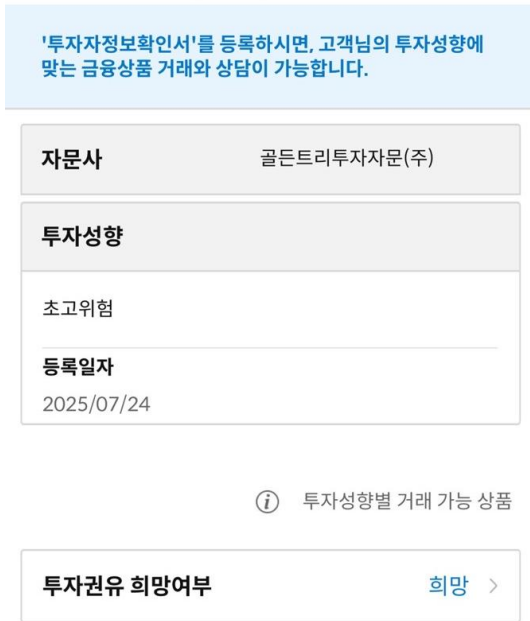 '투자자정보확인서'를 등록하시면, 고객님의 투자성향에
맞는 금융상품 거래와 상담이 가능합니다.
자문사 골든트리투자자문(주)
투자성향
초고위험
등록일자
2025/07/24
투자성향별 거래 가능 상품
투자권유 희망여부 희망